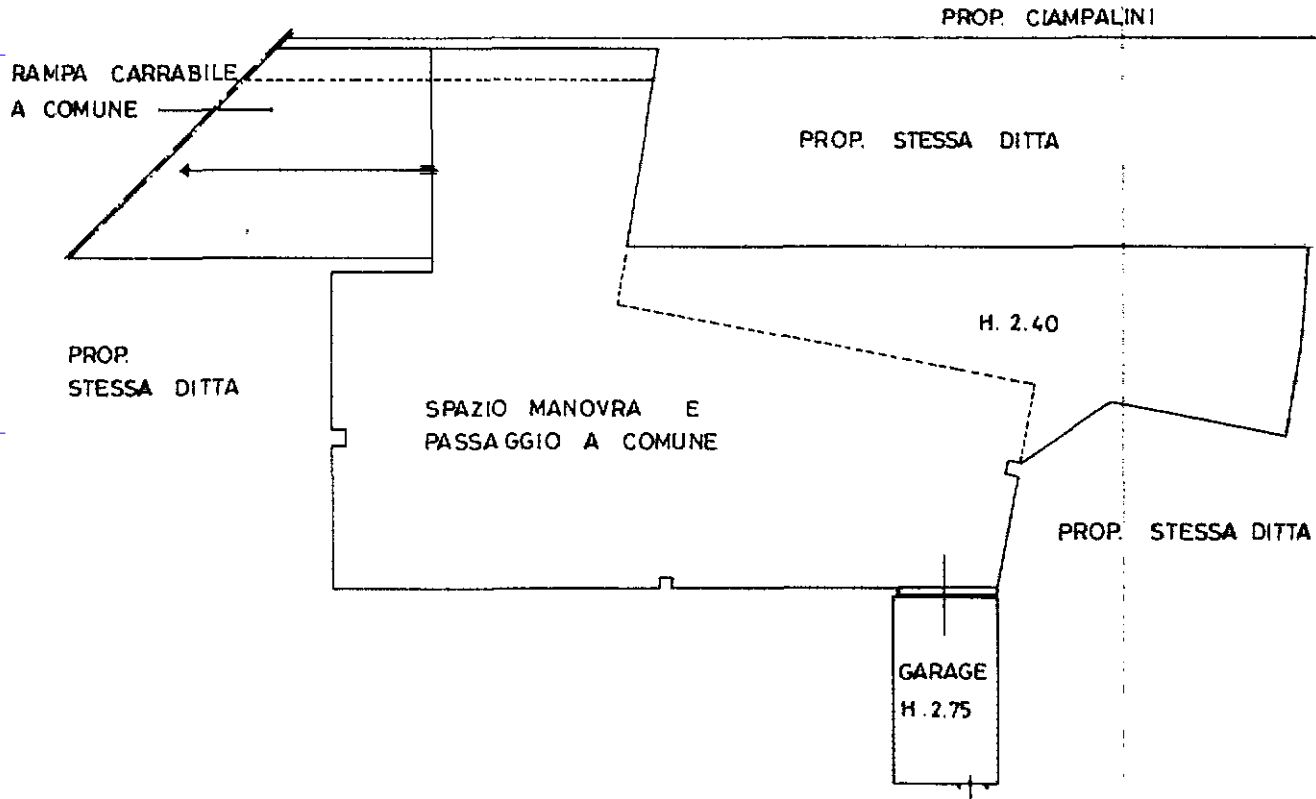 PROP. CIAMPALINI
RAMPA CARRABILE
A COMUNE
PROP. STESSA DITTA
H. 2.40
PROP.
STESSA DITTA
SPAZIO MANOVRA E
PASSAGGIO A COMUNE
PROP. STESSA DITTA
GARAGE
H. 2.75